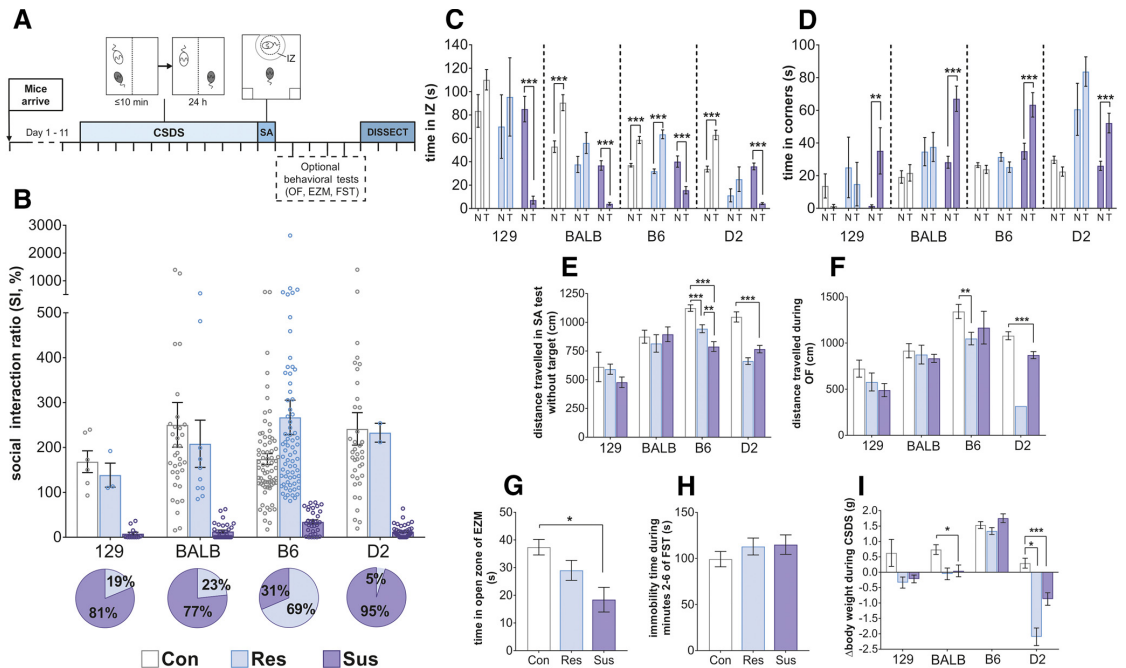 A
Mice
arrive
Day 1 - 11
≤10 min
24 h
IZ
CSDS
SA
DISSECT
Optional
behavioral tests
(OF, EZM, FST)
B
social interaction ratio (SI, %)
3000
2000
1000
500
400
300
200
100
0
129 BALB B6 D2
19% 81%
23% 77%
31% 69%
5% 95%
Con Res Sus
C
time in IZ (s)
140
120
100
80
60
40
20
0
*** *** *** *** *** *** *** ***
N T N T N T N T N T N T N T N T N T N T N T N T
129 BALB B6 D2
D
time in corners (s)
100
80
60
40
20
0
** *** *** ***
N T N T N T N T N T N T N T N T N T N T N T N T
129 BALB B6 D2
E
distance travelled in SA test
without target (cm)
1250
1000
750
500
250
0
***
*** ** ***
129 BALB B6 D2
F
distance travelled during
OF (cm)
1500
1000
500
0
** ***
129 BALB B6 D2
G
time in open zone of EZM
(s)
50
40
30
20
10
0
*
Con Res Sus
H
immobility time during
minutes 2-6 of FST (s)
150
100
50
0
Con Res Sus
I
Δbody weight during CSDS (g)
2.0
1.5
1.0
0.5
0.0
-0.5
-1.0
-1.5
-2.0
-2.5
* * ***
129 BALB B6 D2